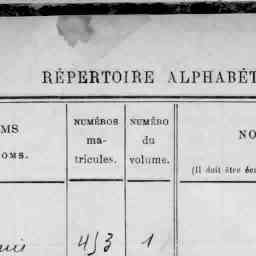 RÉPERTOIRE ALPHABÉT
MS
OMS.
NUMÉROS
ma-
tricules.
NUMÉRO
du
volume.
NO
(Il doit être
453 1